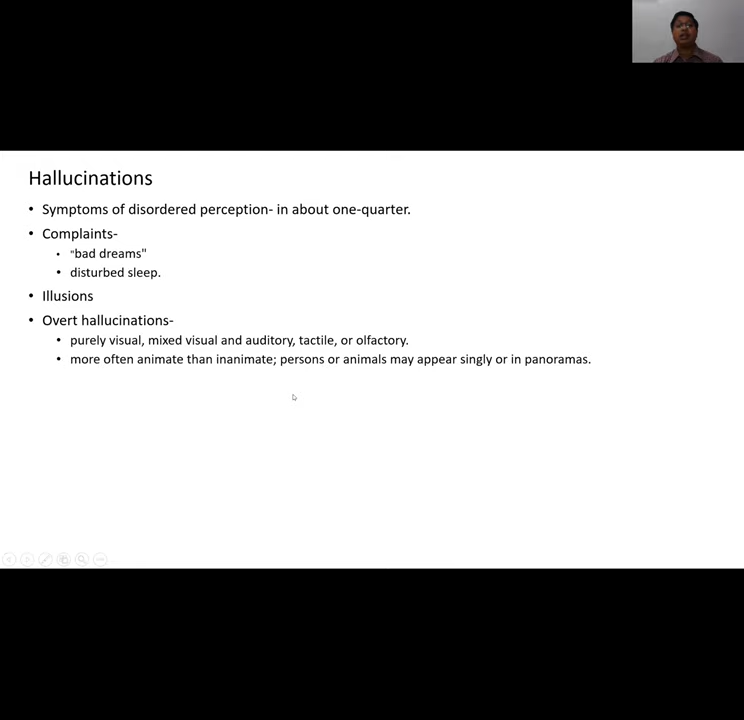 Hallucinations
• Symptoms of disordered perception- in about one-quarter.
• Complaints-
• "bad dreams"
• disturbed sleep.
• Illusions
• Overt hallucinations-
• purely visual, mixed visual and auditory, tactile, or olfactory.
• more often animate than inanimate; persons or animals may appear singly or in panoramas.